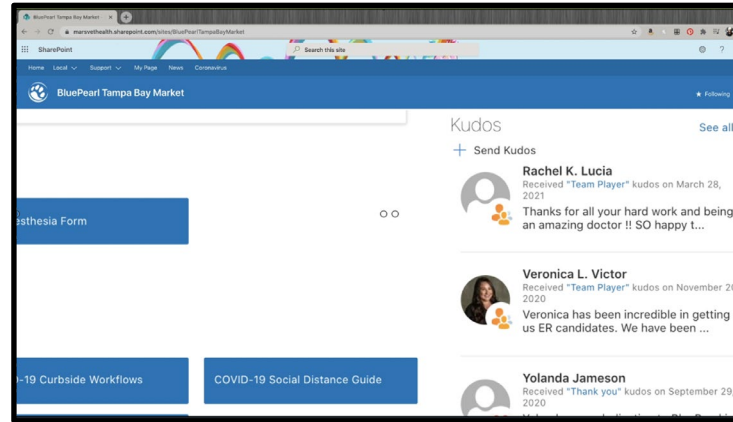 BluePearl Tampa Bay Market
marsvethealth.sharepoint.com/sites/BluePearlTampaBayMarket
SharePoint
Search this site
Home Local Support My Page News Coronavirus
BluePearl Tampa Bay Market
Following
Kudos
See all
Send Kudos
Rachel K. Lucia
Received "Team Player" kudos on March 28,
2021
Thanks for all your hard work and being
an amazing doctor !! SO happy t...
esthesia Form
Veronica L. Victor
Received "Team Player" kudos on November 20
2020
Veronica has been incredible in getting
us ER candidates. We have been ...
-19 Curbside Workflows
COVID-19 Social Distance Guide
Yolanda Jameson
Received "Thank you" kudos on September 29,
2020